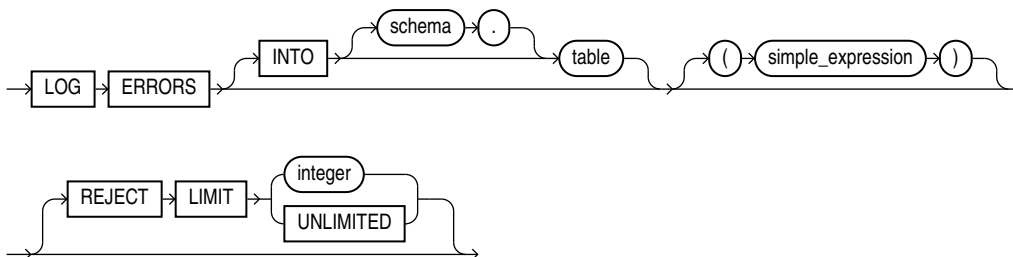 schema .
INTO table ( simple_expression )
LOG ERRORS
integer
REJECT LIMIT
UNLIMITED